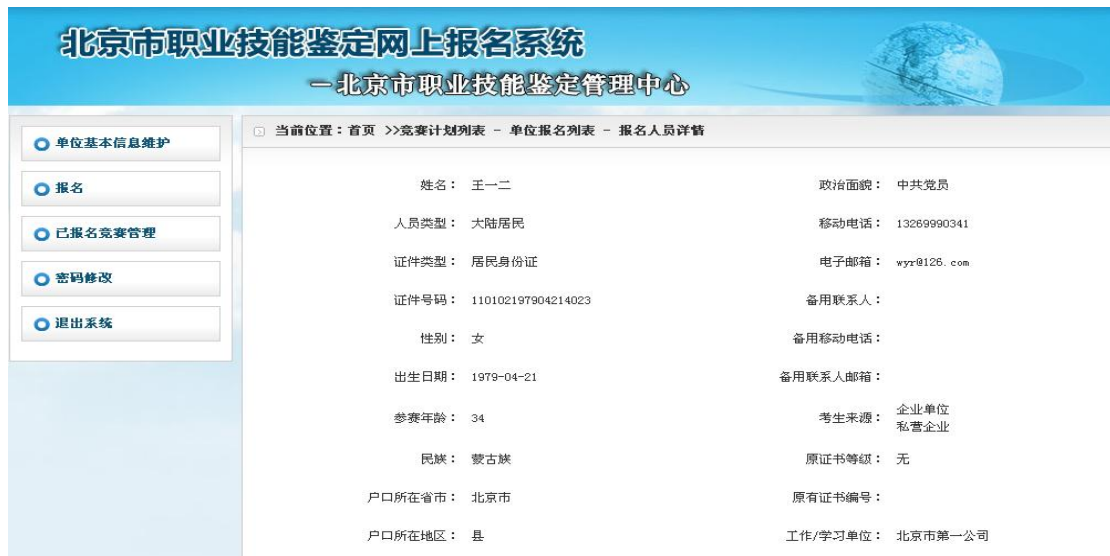 北京市职业技能鉴定网上报名系统
－北京市职业技能鉴定管理中心
单位基本信息维护
报名
已报名竞赛管理
密码修改
退出系统
当前位置：首页 >>竞赛计划列表 - 单位报名列表 - 报名人员详情
姓名： 王一二 政治面貌： 中共党员
人员类型： 大陆居民 移动电话： 13269990341
证件类型： 居民身份证 电子邮箱： wyr@126.com
证件号码： 110102197904214023 备用联系人：
性别： 女 备用移动电话：
出生日期： 1979-04-21 备用联系人邮箱：
参赛年龄： 34 考生来源： 企业单位
私营企业
民族： 蒙古族 原证书等级： 无
户口所在省市： 北京市 原有证书编号：
户口所在地区： 县 工作/学习单位： 北京市第一公司